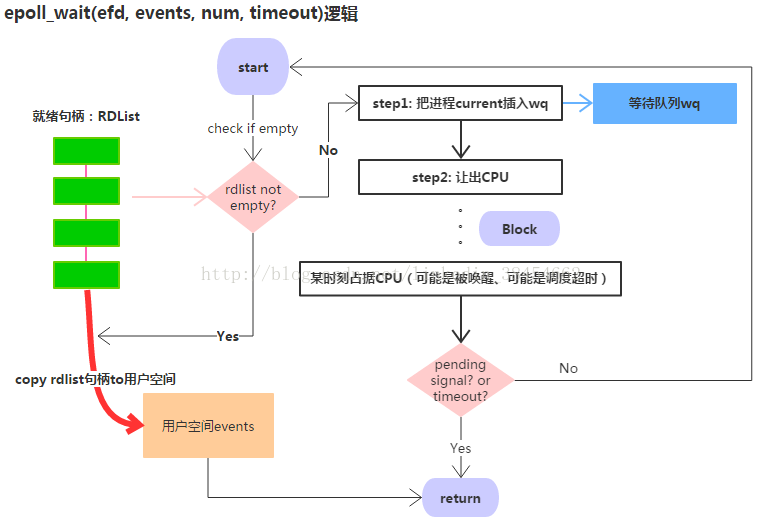 epoll_wait(efd, events, num, timeout)逻辑
start
就绪句柄：RDList
check if empty
step1: 把进程current插入wq
等待队列wq
No
rdlist not
empty?
step2: 让出CPU
Block
某时刻占据CPU（可能是被唤醒、可能是调度超时）
Yes
pending
signal? or
timeout?
No
copy rdlist句柄to用户空间
用户空间events
Yes
return